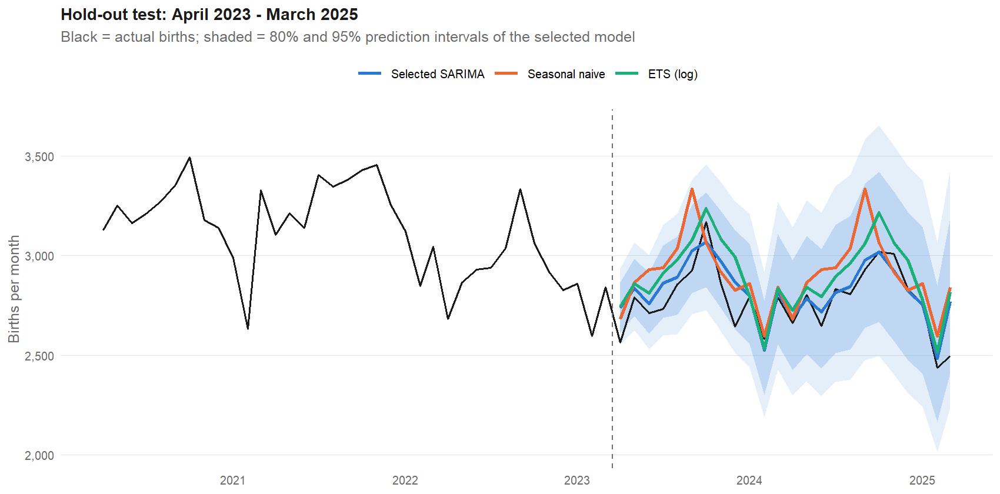 Hold-out test: April 2023 - March 2025
Black = actual births; shaded = 80% and 95% prediction intervals of the selected model
Selected SARIMA Seasonal naive ETS (log)
Births per month
3,500
3,000
2,500
2,000
2021 2022 2023 2024 2025